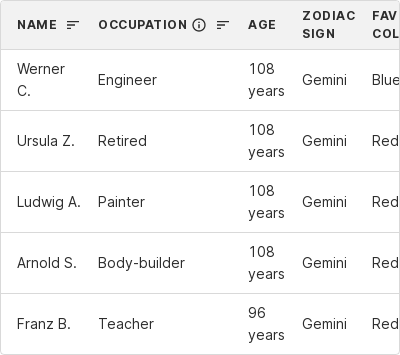 NAME OCCUPATION AGE ZODIAC SIGN FAV COL
Werner C. Engineer 108 years Gemini Blue
Ursula Z. Retired 108 years Gemini Red
Ludwig A. Painter 108 years Gemini Red
Arnold S. Body-builder 108 years Gemini Red
Franz B. Teacher 96 years Gemini Red